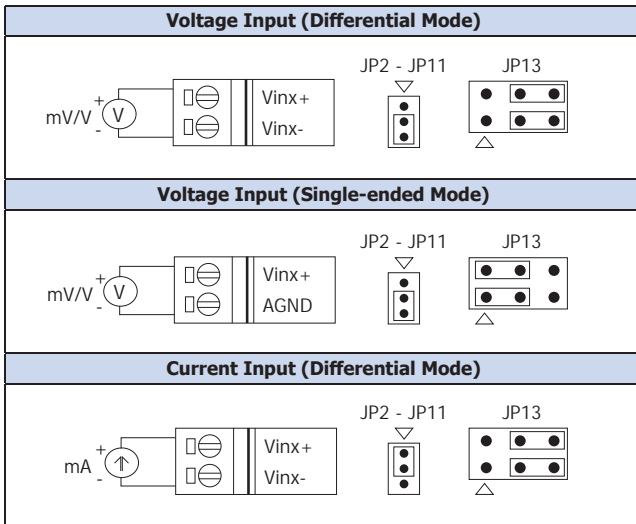 Voltage Input (Differential Mode)
JP2 - JP11 JP13
+
mV/V V
-
Vinx+
Vinx-
Voltage Input (Single-ended Mode)
JP2 - JP11 JP13
+
mV/V V
-
Vinx+
AGND
Current Input (Differential Mode)
JP2 - JP11 JP13
+
mA
-
Vinx+
Vinx-